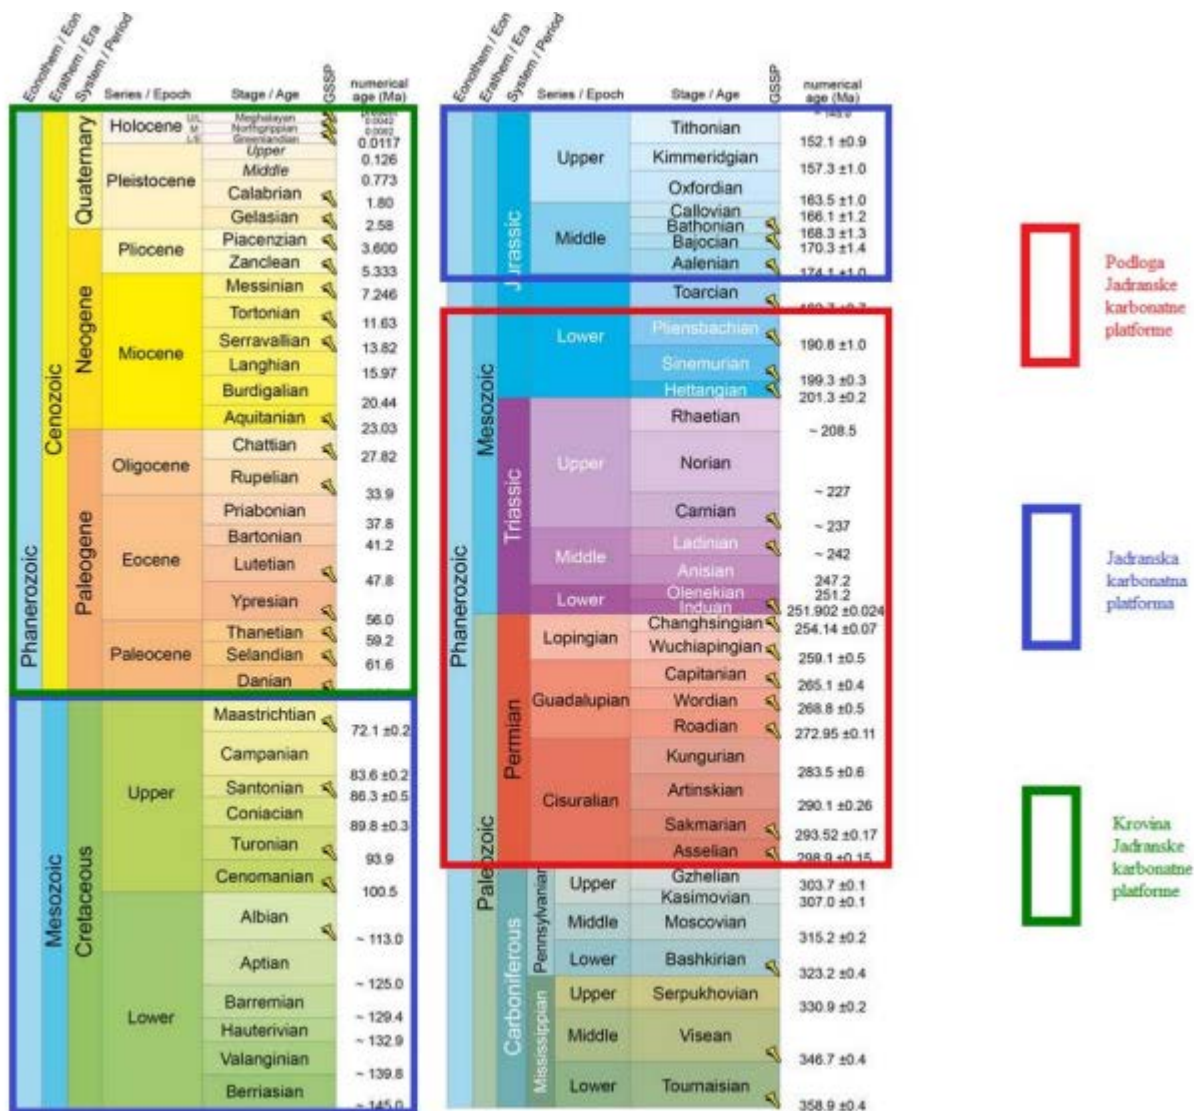 Eonothem / Eon
Erathem / Era
System / Period
Series / Epoch
Stage / Age
GSSP
numerical
age (Ma)
Phanerozoic
Cenozoic
Quaternary
Holocene
U/L
M
L/E
Meghalayan
Northgrippian
Greenlandian
present
0.0042
0.0082
0.0117
Pleistocene
Upper
0.126
Middle
0.773
Calabrian
1.80
Gelasian
2.58
Neogene
Pliocene
Piacenzian
3.600
Zanclean
5.333
Miocene
Messinian
7.246
Tortonian
11.63
Serravallian
13.82
Langhian
15.97
Burdigalian
20.44
Aquitanian
23.03
Paleogene
Oligocene
Chattian
27.82
Rupelian
33.9
Eocene
Priabonian
37.8
Bartonian
41.2
Lutetian
47.8
Ypresian
56.0
Paleocene
Thanetian
59.2
Selandian
61.6
Danian
Mesozoic
Cretaceous
Upper
Maastrichtian
72.1 ±0.2
Campanian
83.6 ±0.2
Santonian
86.3 ±0.5
Coniacian
89.8 ±0.3
Turonian
93.9
Cenomanian
100.5
Lower
Albian
~ 113.0
Aptian
~ 125.0
Barremian
~ 129.4
Hauterivian
~ 132.9
Valanginian
~ 139.8
Berriasian
~ 145.0
Eonothem / Eon
Erathem / Era
System / Period
Series / Epoch
Stage / Age
GSSP
numerical
age (Ma)
~ 145.0
Phanerozoic
Mesozoic
Jurassic
Upper
Tithonian
152.1 ±0.9
Kimmeridgian
157.3 ±1.0
Oxfordian
163.5 ±1.0
Middle
Callovian
166.1 ±1.2
Bathonian
168.3 ±1.3
Bajocian
170.3 ±1.4
Aalenian
174.1 ±1.0
Lower
Toarcian
182.7 ±0.7
Pliensbachian
190.8 ±1.0
Sinemurian
199.3 ±0.3
Hettangian
201.3 ±0.2
Triassic
Upper
Rhaetian
~ 208.5
Norian
~ 227
Carnian
~ 237
Middle
Ladinian
~ 242
Anisian
247.2
Lower
Olenekian
251.2
Induan
251.902 ±0.024
Paleozoic
Permian
Lopingian
Changhsingian
254.14 ±0.07
Wuchiapingian
259.1 ±0.5
Guadalupian
Capitanian
265.1 ±0.4
Wordian
268.8 ±0.5
Roadian
272.95 ±0.11
Cisuralian
Kungurian
283.5 ±0.6
Artinskian
290.1 ±0.26
Sakmarian
293.52 ±0.17
Asselian
298.9 ±0.15
Carboniferous
Pennsylvanian
Upper
Gzhelian
303.7 ±0.1
Kasimovian
307.0 ±0.1
Middle
Moscovian
315.2 ±0.2
Lower
Bashkirian
323.2 ±0.4
Mississippian
Upper
Serpukhovian
330.9 ±0.2
Middle
Visean
346.7 ±0.4
Lower
Tournaisian
358.9 ±0.4
Podloga
Jadranske
karbonatne
platforme
Jadranska
karbonatna
platforma
Krovina
Jadranske
karbonatne
platforme